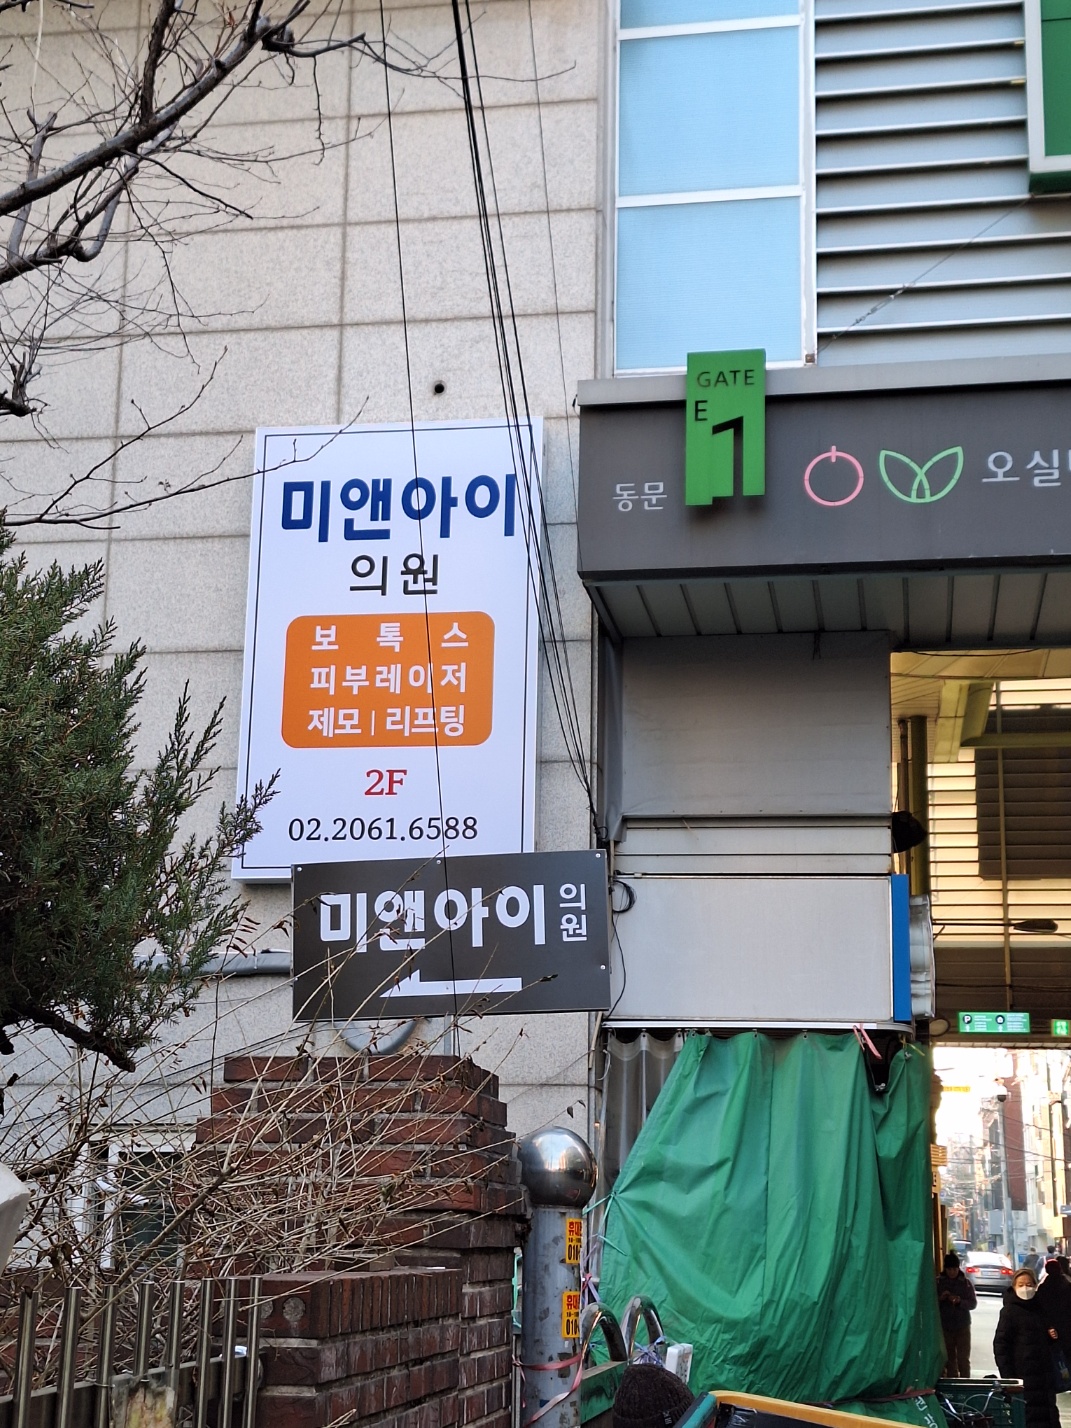 GATE
E
1
동문
오실
미앤아이
의원
보톡스
피부레이저
제모 | 리프팅
2F
02.2061.6588
미앤아이 의원